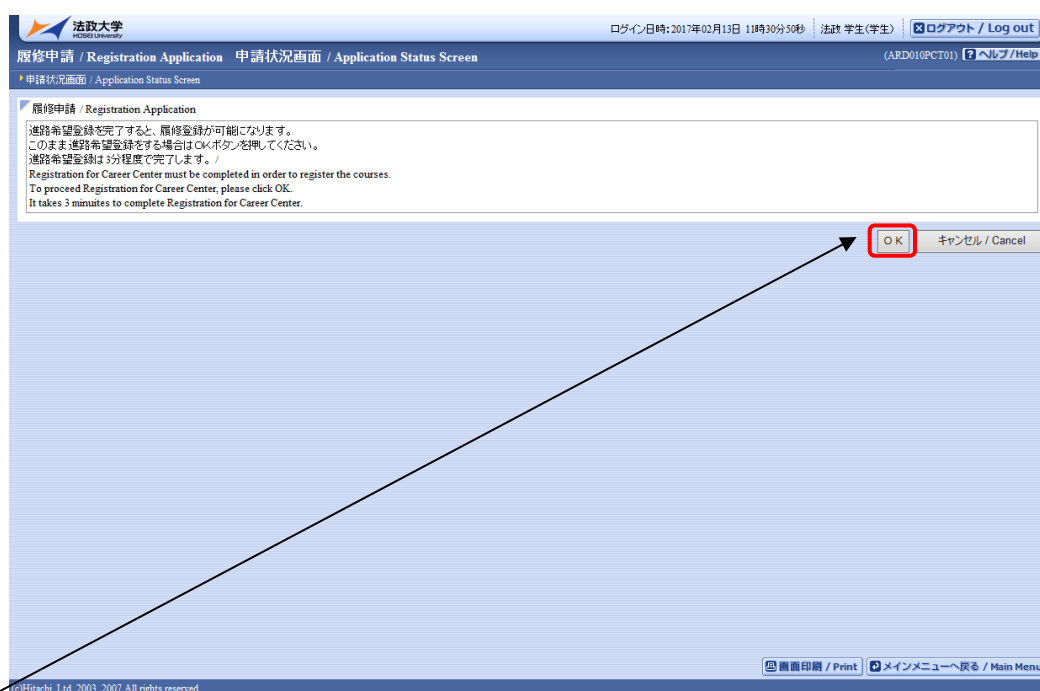 法政大学
HOSEI University
ログイン日時:2017年02月13日 11時30分50秒 法政 学生(学生) ログアウト / Log out
履修申請 / Registration Application 申請状況画面 / Application Status Screen
(ARD010PCT01) ? ヘルプ/Help
申請状況画面 / Application Status Screen
履修申請 / Registration Application
進路希望登録を完了すると、履修登録が可能になります。
このまま進路希望登録をする場合はOKボタンを押してください。
進路希望登録は3分程度で完了します。/
Registration for Career Center must be completed in order to register the courses.
To proceed Registration for Career Center, please click OK.
It takes 3 minuites to complete Registration for Career Center.
OK キャンセル / Cancel
画面印刷 / Print メインメニューへ戻る / Main Menu
(c)Hitachi, Ltd. 2003, 2007. All rights reserved.